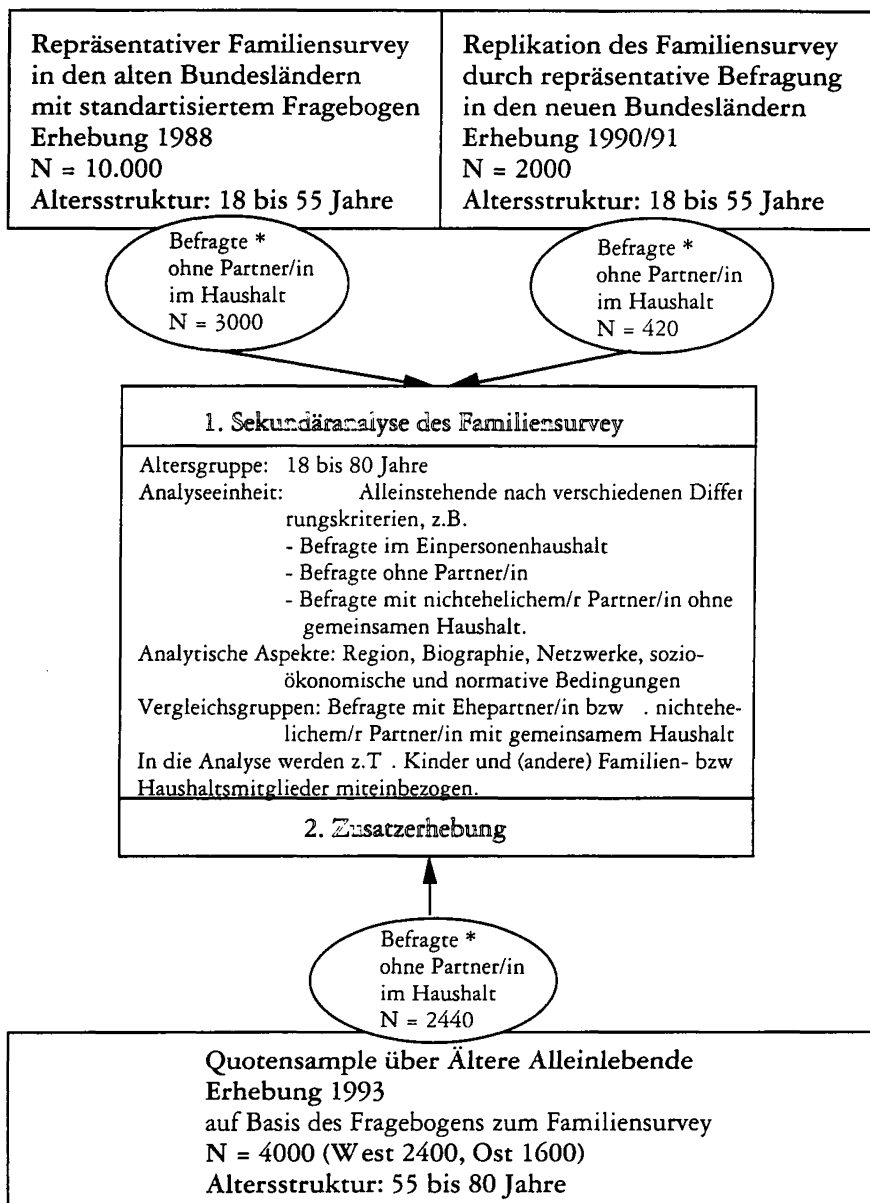 Repräsentativer Familiensurvey
in den alten Bundesländern
mit standartisiertem Fragebogen
Erhebung 1988
N = 10.000
Altersstruktur: 18 bis 55 Jahre
Replikation des Familiensurvey
durch repräsentative Befragung
in den neuen Bundesländern
Erhebung 1990/91
N = 2000
Altersstruktur: 18 bis 55 Jahre
Befragte *
ohne Partner/in
im Haushalt
N = 3000
Befragte *
ohne Partner/in
im Haushalt
N = 420
1. Sekundäranalyse des Familiensurvey
Altersgruppe: 18 bis 80 Jahre
Analyseeinheit: Alleinstehende nach verschiedenen Differ
rungskriterien, z.B.
- Befragte im Einpersonenhaushalt
- Befragte ohne Partner/in
- Befragte mit nichtehelichem/r Partner/in ohne
gemeinsamen Haushalt.
Analytische Aspekte: Region, Biographie, Netzwerke, sozio-
ökonomische und normative Bedingungen
Vergleichsgruppen: Befragte mit Ehepartner/in bzw . nichtehe-
lichem/r Partner/in mit gemeinsamem Haushalt
In die Analyse werden z.T . Kinder und (andere) Familien- bzw
Haushaltsmitglieder miteinbezogen.
2. Zusatzerhebung
Befragte *
ohne Partner/in
im Haushalt
N = 2440
Quotensample über Ältere Alleinlebende
Erhebung 1993
auf Basis des Fragebogens zum Familiensurvey
N = 4000 (West 2400, Ost 1600)
Altersstruktur: 55 bis 80 Jahre